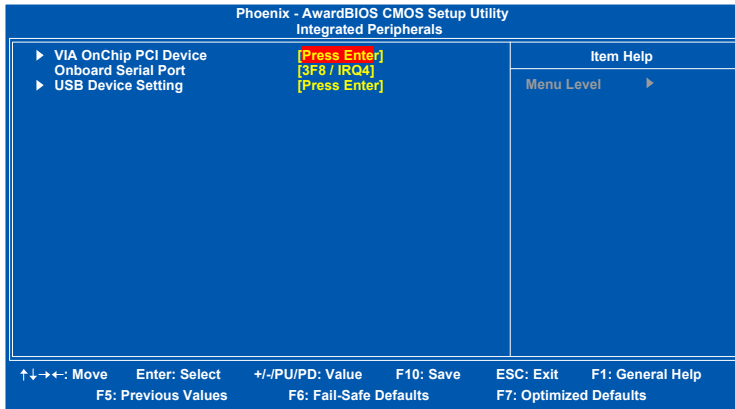 Phoenix - AwardBIOS CMOS Setup Utility
Integrated Peripherals
VIA OnChip PCI Device [Press Enter]
Onboard Serial Port [3F8 / IRQ4]
USB Device Setting [Press Enter]
Item Help
Menu Level
↑↓→←: Move Enter: Select +/-/PU/PD: Value F10: Save ESC: Exit F1: General Help
F5: Previous Values F6: Fail-Safe Defaults F7: Optimized Defaults